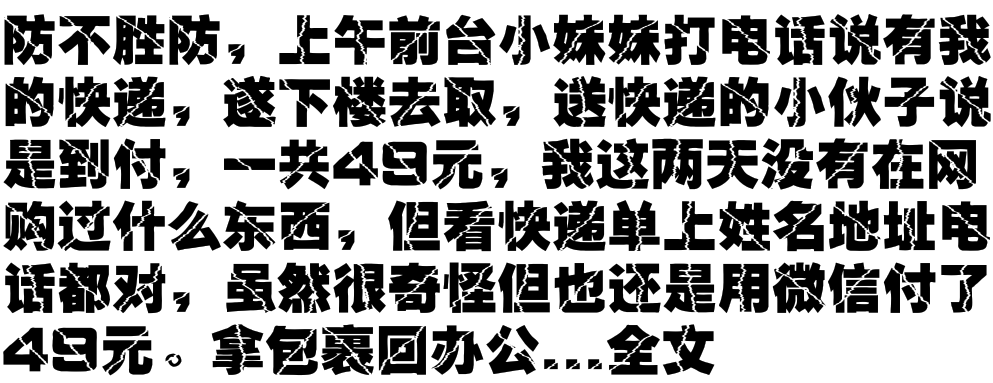 防不胜防，上午前台小妹妹打电话说有我
的快递，遂下楼去取，送快递的小伙子说
是到付，一共49元，我这两天没有在网
购过什么东西，但看快递单上姓名地址电
话都对，虽然很奇怪但也还是用微信付了
49元。拿包裹回办公...全文